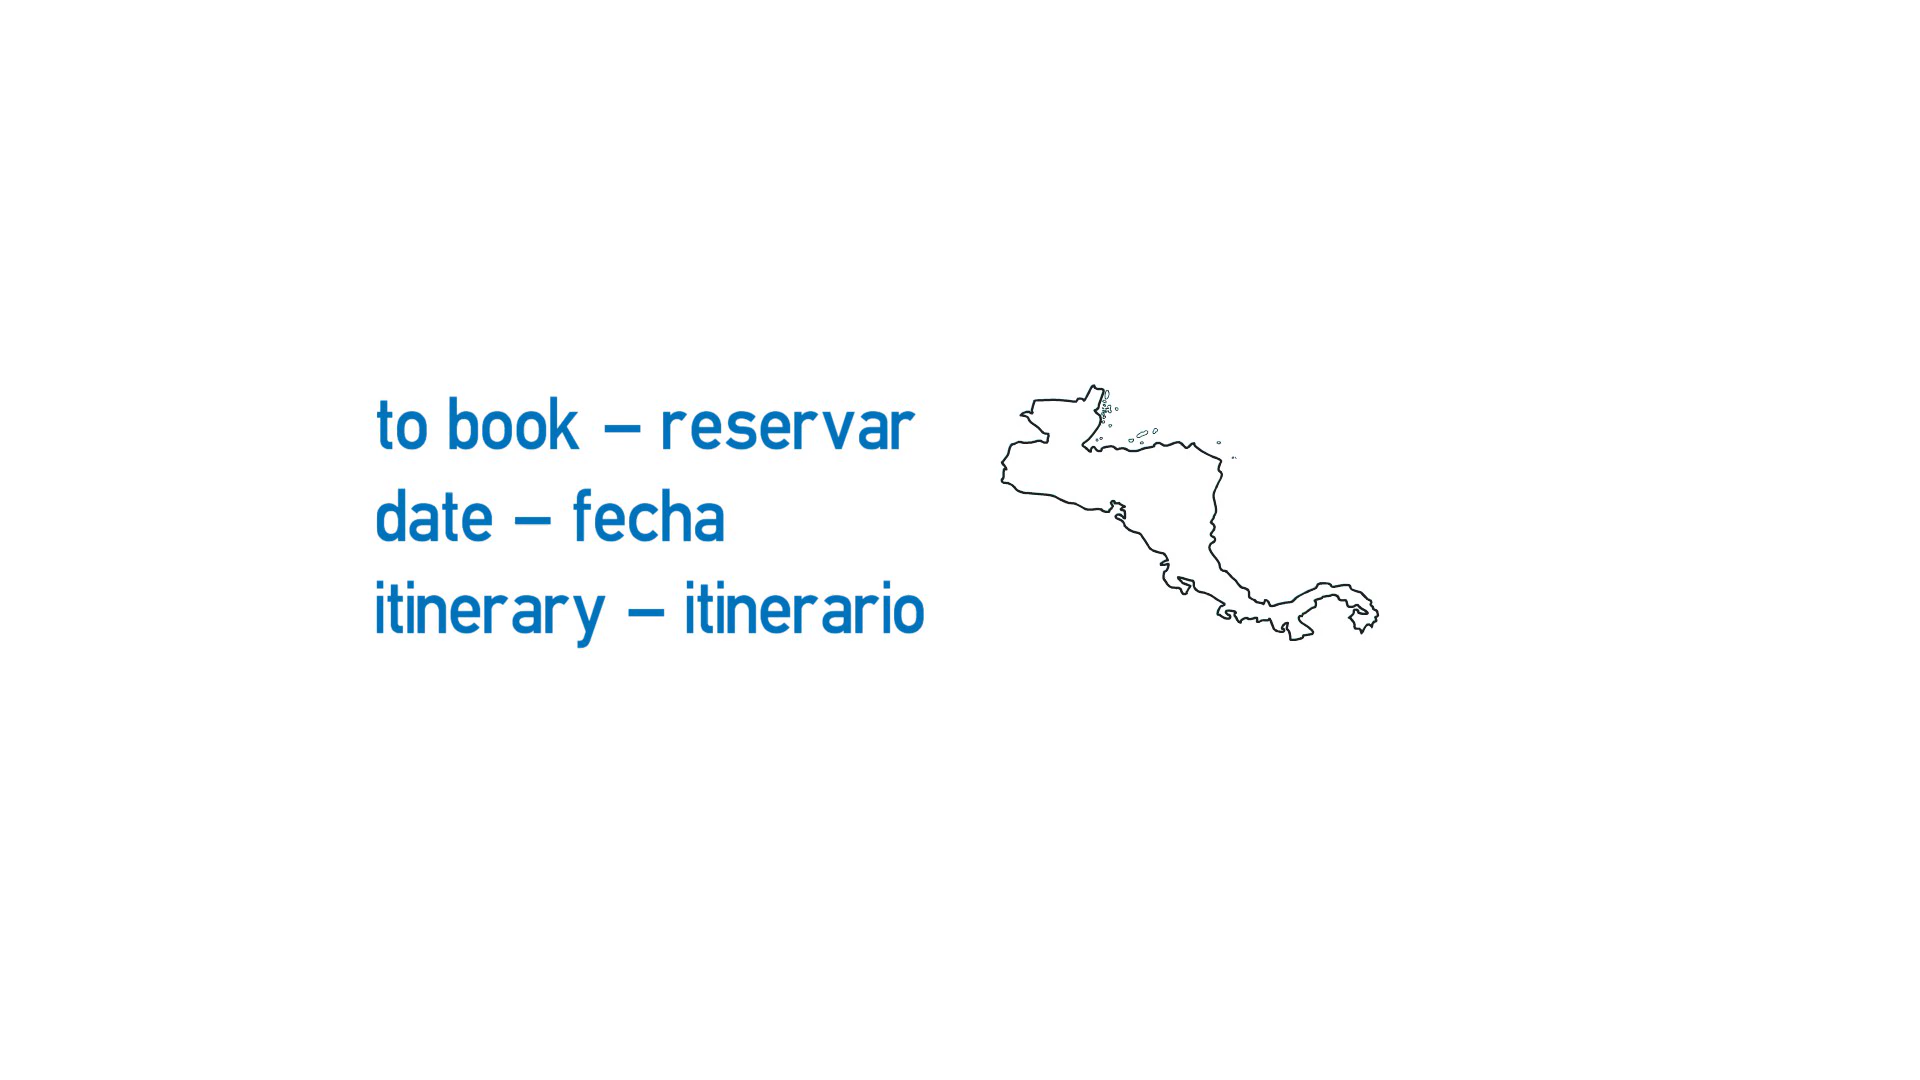 to book – reservar
date – fecha
itinerary – itinerario